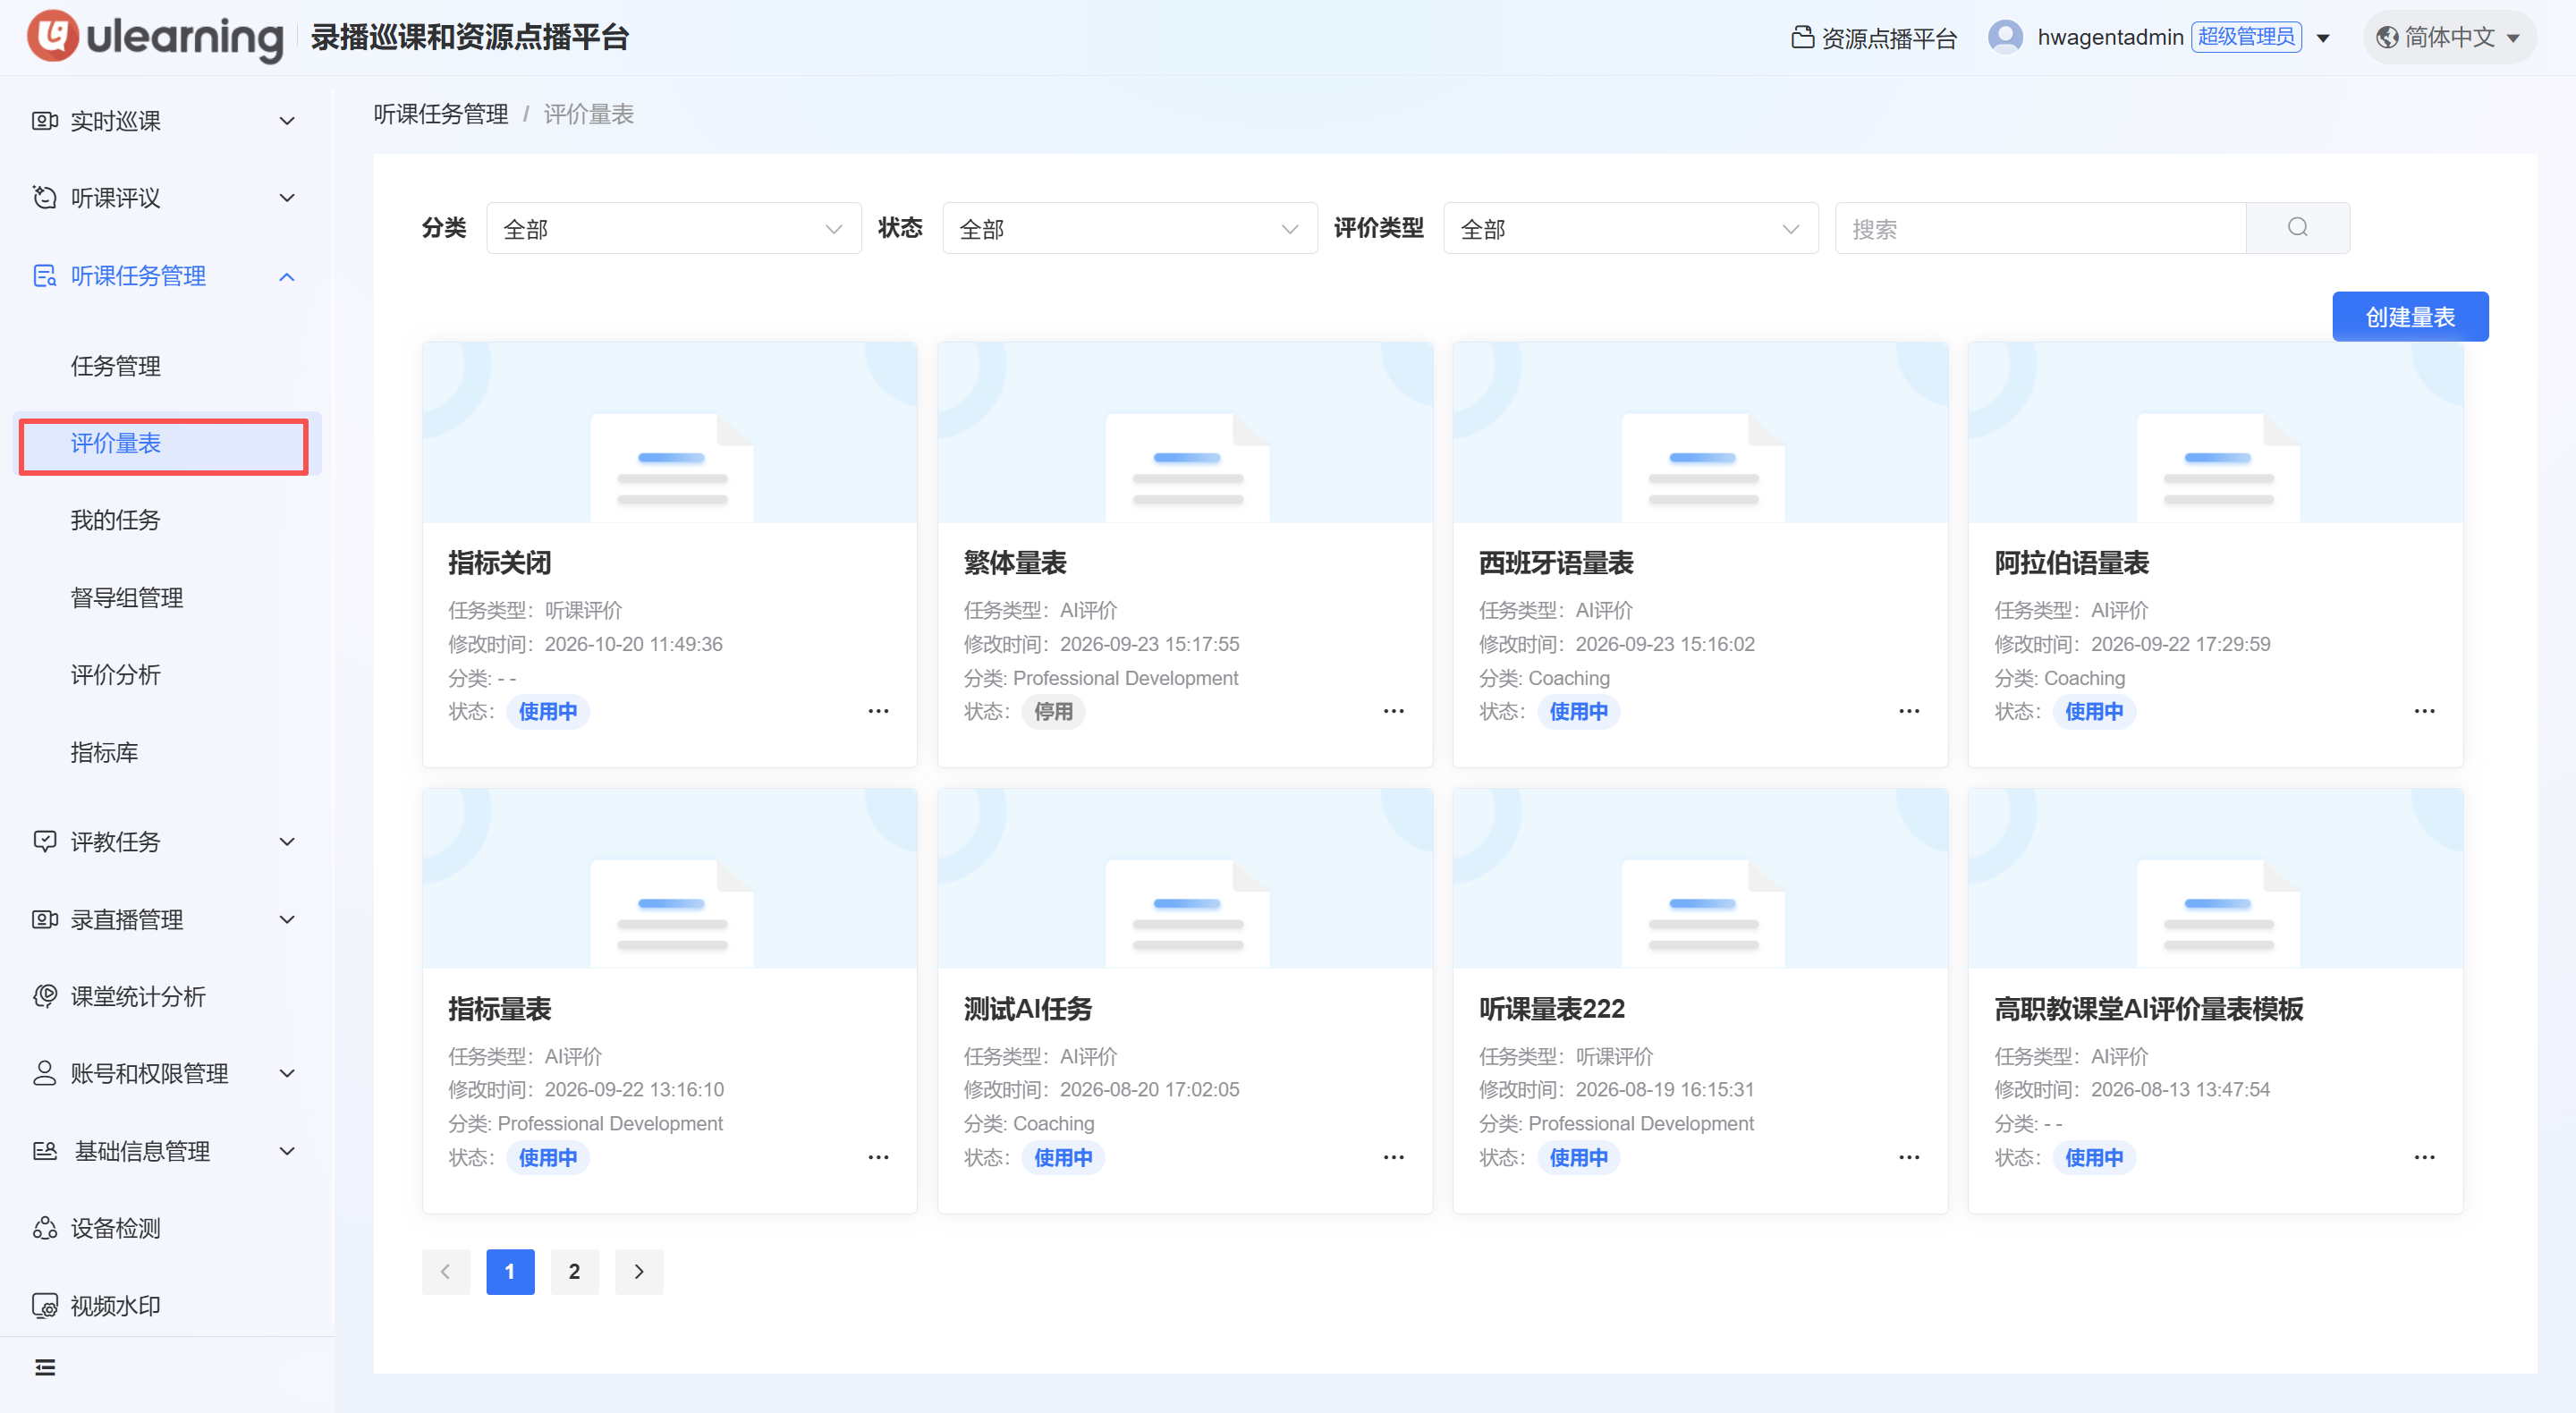 ulearning 录播巡课和资源点播平台
资源点播平台
hwagentadmin 超级管理员
简体中文
实时巡课
听课评议
听课任务管理
任务管理
评价量表
我的任务
督导组管理
评价分析
指标库
评教任务
录直播管理
课堂统计分析
账号和权限管理
基础信息管理
设备检测
视频水印
听课任务管理 / 评价量表
分类 全部 状态 全部 评价类型 全部 搜索
创建量表
指标关闭
任务类型：听课评价
修改时间：2026-10-20 11:49:36
分类: - -
状态： 使用中
繁体量表
任务类型：AI评价
修改时间：2026-09-23 15:17:55
分类: Professional Development
状态： 停用
西班牙语量表
任务类型：AI评价
修改时间：2026-09-23 15:16:02
分类: Coaching
状态： 使用中
阿拉伯语量表
任务类型：AI评价
修改时间：2026-09-22 17:29:59
分类: Coaching
状态： 使用中
指标量表
任务类型：AI评价
修改时间：2026-09-22 13:16:10
分类: Professional Development
状态： 使用中
测试AI任务
任务类型：AI评价
修改时间：2026-08-20 17:02:05
分类: Coaching
状态： 使用中
听课量表222
任务类型：听课评价
修改时间：2026-08-19 16:15:31
分类: Professional Development
状态： 使用中
高职教课堂AI评价量表模板
任务类型：AI评价
修改时间：2026-08-13 13:47:54
分类: - -
状态： 使用中
1 2